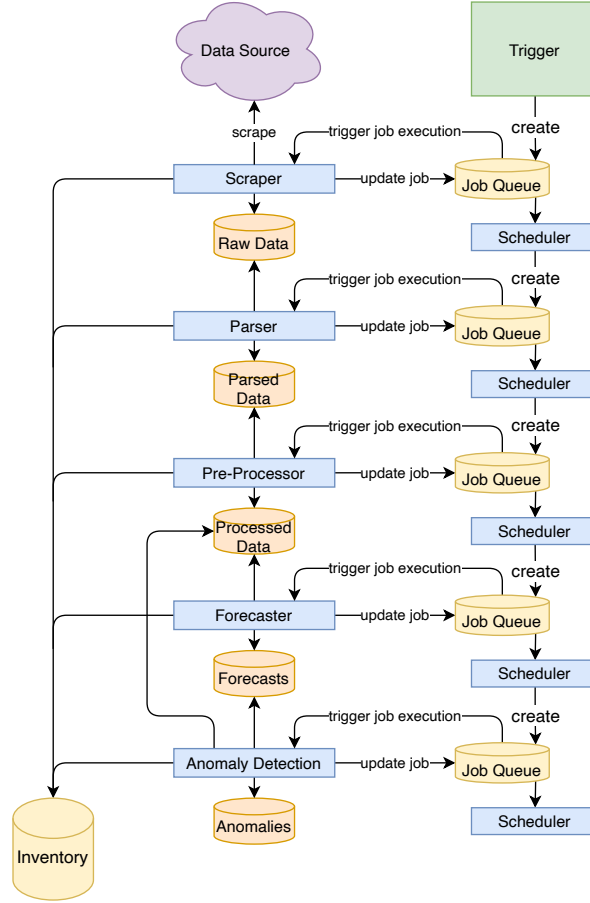 Data Source
Trigger
scrape
trigger job execution
create
Scraper
update job
Job Queue
Raw Data
Scheduler
trigger job execution
create
Parser
update job
Job Queue
Parsed
Data
Scheduler
trigger job execution
create
Pre-Processor
update job
Job Queue
Processed
Data
Scheduler
trigger job execution
create
Forecaster
update job
Job Queue
Forecasts
Scheduler
trigger job execution
create
Anomaly Detection
update job
Job Queue
Anomalies
Scheduler
Inventory